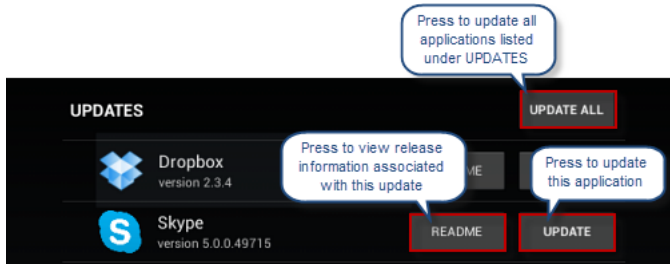 Press to update all
applications listed
under UPDATES
UPDATES
UPDATE ALL
Dropbox
version 2.3.4
Press to view release
information associated
with this update
ME
Press to update
this application
Skype
version 5.0.0.49715
README
UPDATE